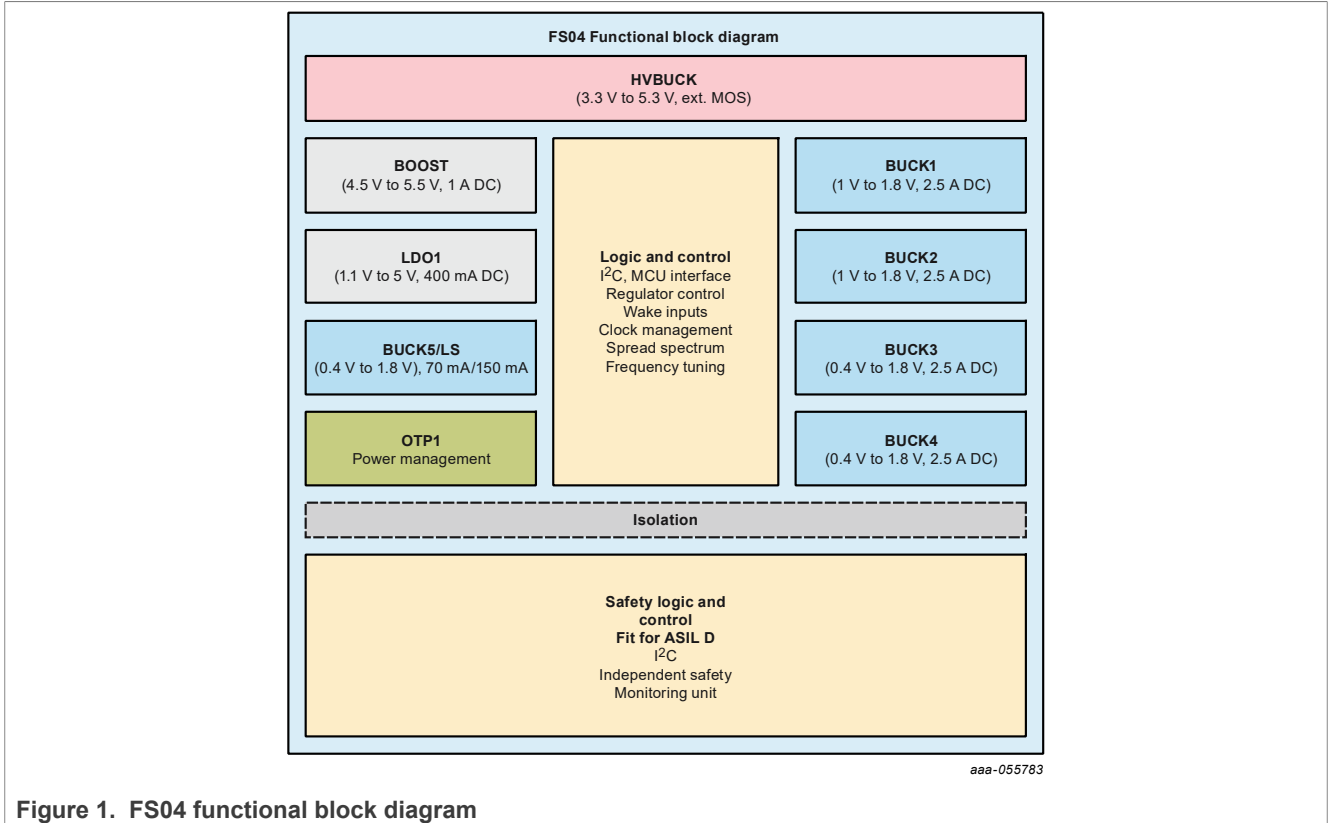 FS04 Functional block diagram
HVBUCK
(3.3 V to 5.3 V, ext. MOS)
BOOST
(4.5 V to 5.5 V, 1 A DC)
LDO1
(1.1 V to 5 V, 400 mA DC)
BUCK5/LS
(0.4 V to 1.8 V), 70 mA/150 mA
OTP1
Power management
Logic and control
I2C, MCU interface
Regulator control
Wake inputs
Clock management
Spread spectrum
Frequency tuning
BUCK1
(1 V to 1.8 V, 2.5 A DC)
BUCK2
(1 V to 1.8 V, 2.5 A DC)
BUCK3
(0.4 V to 1.8 V, 2.5 A DC)
BUCK4
(0.4 V to 1.8 V, 2.5 A DC)
Isolation
Safety logic and
control
Fit for ASIL D
I2C
Independent safety
Monitoring unit
aaa-055783
Figure 1. FS04 functional block diagram